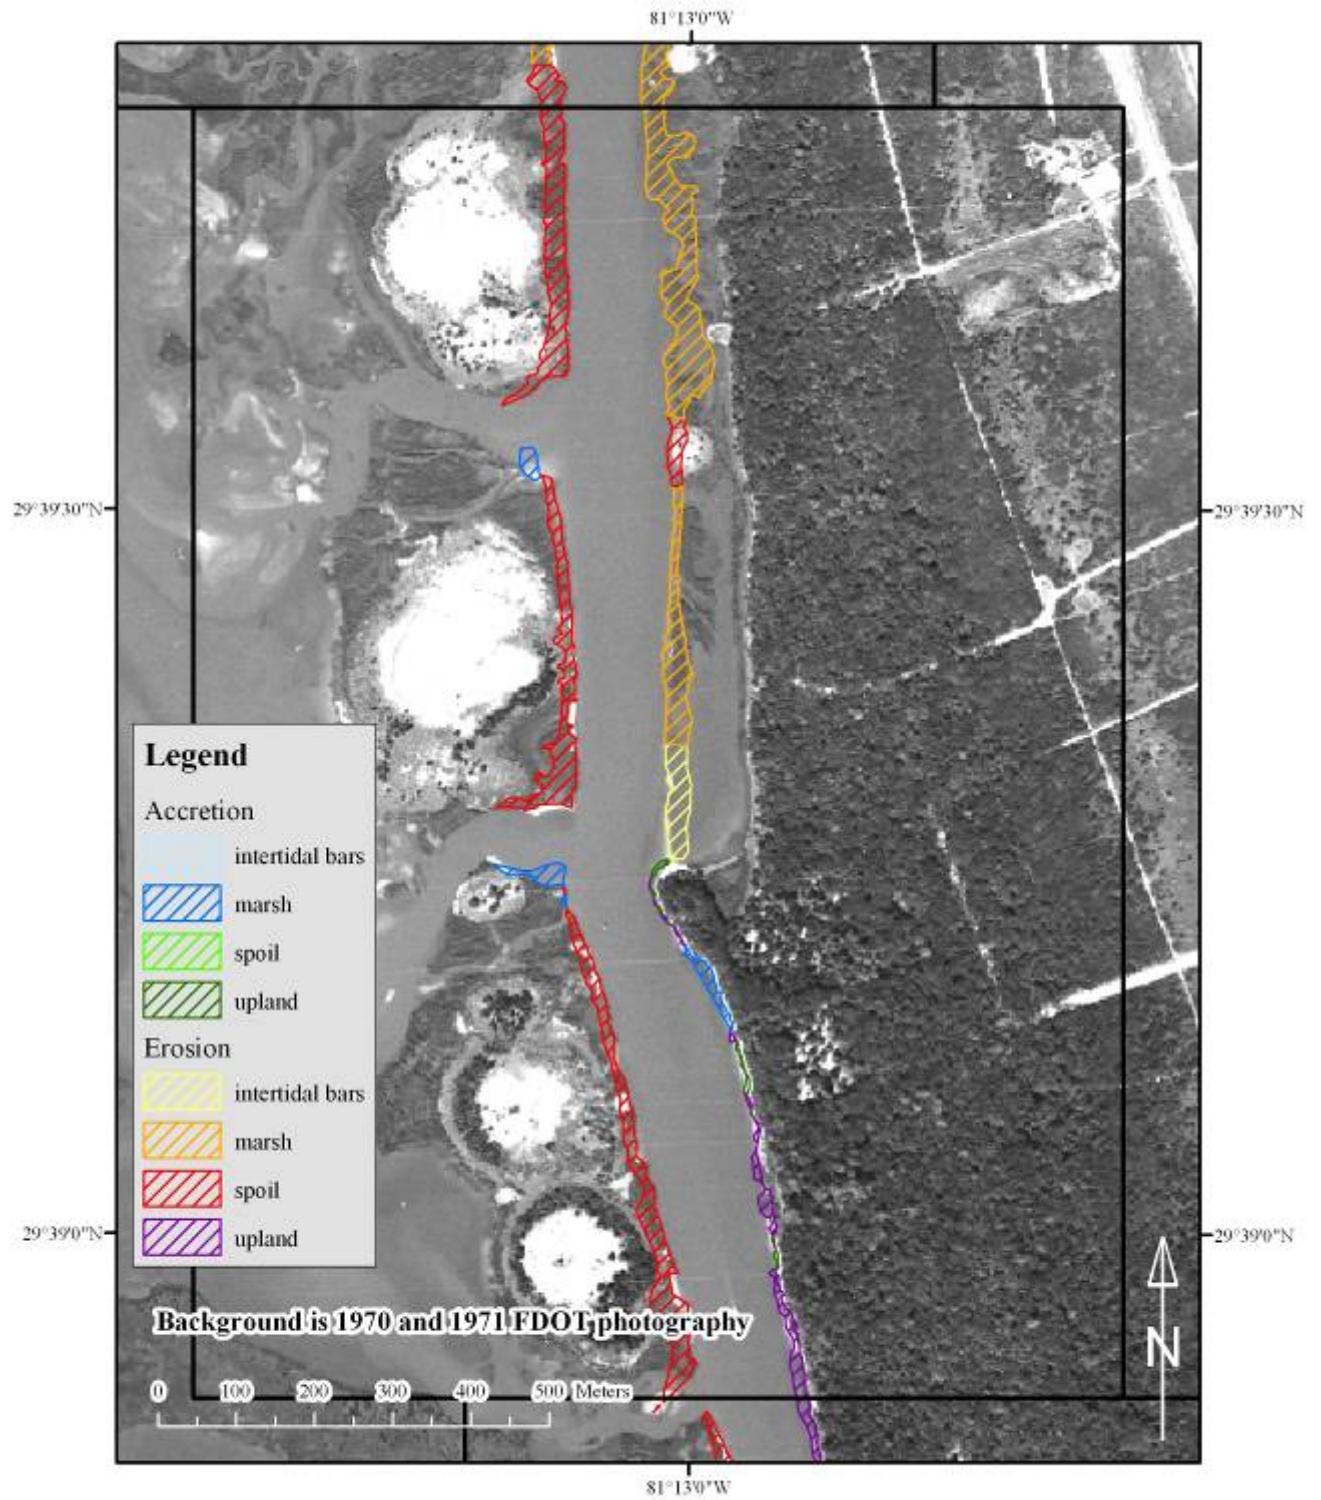 81°13'0"W
29°39'30"N
29°39'30"N
Legend
Accretion
intertidal bars
marsh
spoil
upland
Erosion
intertidal bars
marsh
spoil
upland
29°39'0"N
29°39'0"N
Background is 1970 and 1971 FDOT photography
N
0 100 200 300 400 500 Meters
81°13'0"W